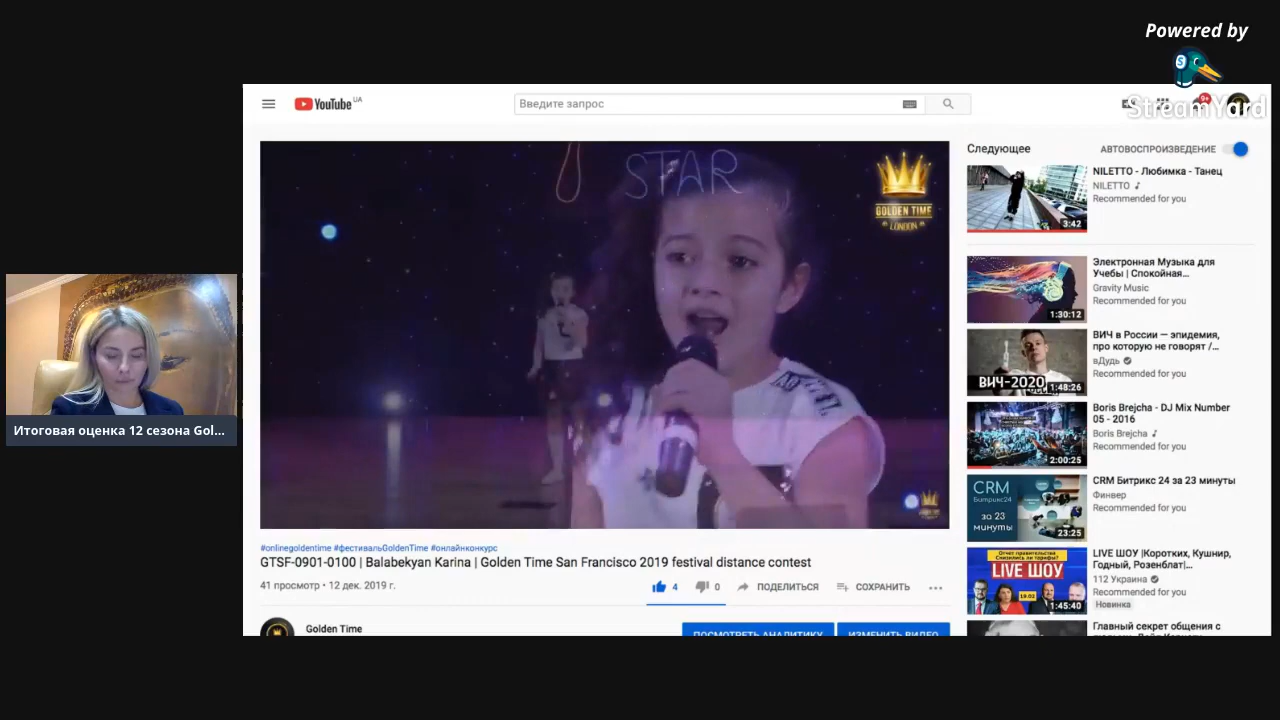 Powered by
StreamYard
YouTube UA
Введите запрос
9+
STAR
GOLDEN TIME
LONDON
Следующее
АВТОВОСПРОИЗВЕДЕНИЕ
NILETTO - Любимка - Танец
NILETTO
Recommended for you
3:42
Электронная Музыка для
Учебы | Спокойная...
Gravity Music
Recommended for you
1:30:12
ВИЧ в России — эпидемия,
про которую не говорят /...
вДудь
Recommended for you
ВИЧ-2020
1:48:26
Boris Brejcha - DJ Mix Number
05 - 2016
Boris Brejcha
Recommended for you
2:00:25
CRM Битрикс 24 за 23 минуты
Финвер
Recommended for you
CRM
Битрикс24
за 23
минуты
23:25
LIVE ШОУ |Коротких, Кушнир,
Годный, Розенблат|...
112 Украина
Recommended for you
Новинка
LIVE ШОУ
19.02
1:45:40
Главный секрет общения с
Итоговая оценка 12 сезона Gol...
#onlinegoldentime #фестивальGoldenTime #онлайнконкурс
GTSF-0901-0100 | Balabekyan Karina | Golden Time San Francisco 2019 festival distance contest
41 просмотр • 12 дек. 2019 г.
4
0
ПОДЕЛИТЬСЯ
СОХРАНИТЬ
Golden Time
ПОСМОТРЕТЬ АНАЛИТИКУ
ИЗМЕНИТЬ ВИДЕО